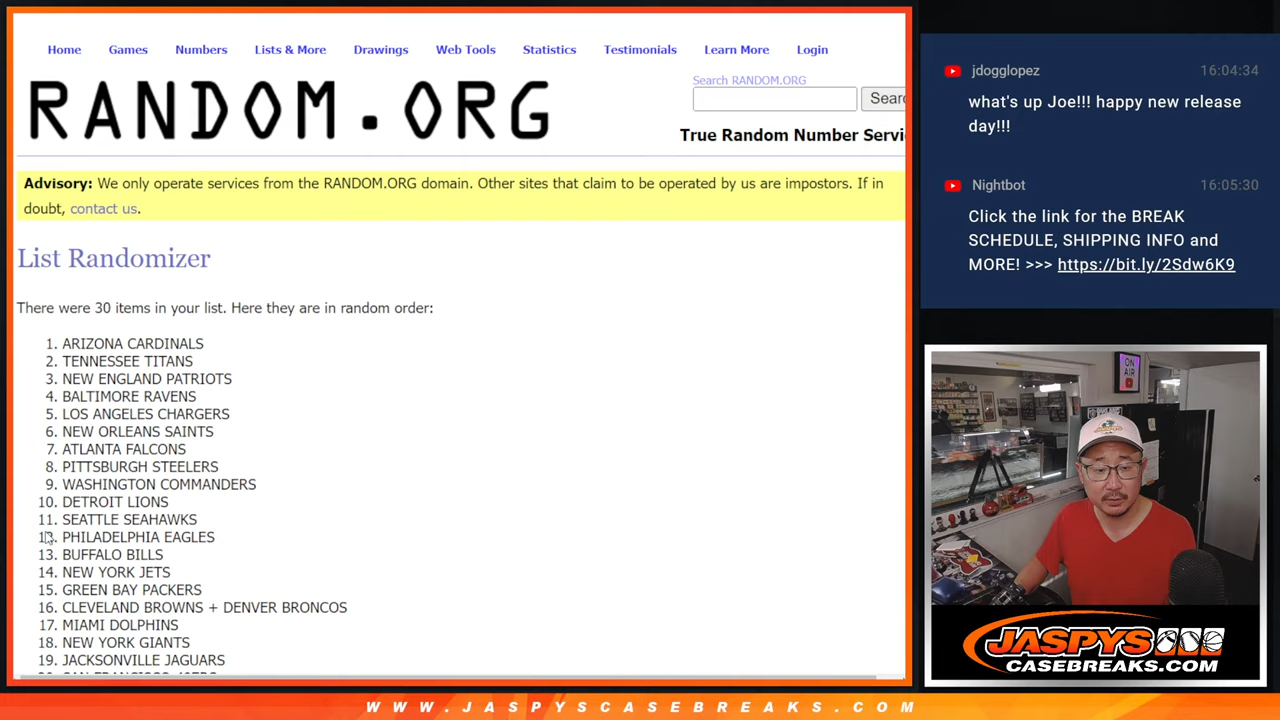 Home Games Numbers Lists & More Drawings Web Tools Statistics Testimonials Learn More Login
RANDOM.ORG
Search RANDOM.ORG
Sear
True Random Number Servi
Advisory: We only operate services from the RANDOM.ORG domain. Other sites that claim to be operated by us are impostors. If in
doubt, contact us.
List Randomizer
There were 30 items in your list. Here they are in random order:
1. ARIZONA CARDINALS
2. TENNESSEE TITANS
3. NEW ENGLAND PATRIOTS
4. BALTIMORE RAVENS
5. LOS ANGELES CHARGERS
6. NEW ORLEANS SAINTS
7. ATLANTA FALCONS
8. PITTSBURGH STEELERS
9. WASHINGTON COMMANDERS
10. DETROIT LIONS
11. SEATTLE SEAHAWKS
12. PHILADELPHIA EAGLES
13. BUFFALO BILLS
14. NEW YORK JETS
15. GREEN BAY PACKERS
16. CLEVELAND BROWNS + DENVER BRONCOS
17. MIAMI DOLPHINS
18. NEW YORK GIANTS
19. JACKSONVILLE JAGUARS
jdogglopez 16:04:34
what's up Joe!!! happy new release
day!!!
Nightbot 16:05:30
Click the link for the BREAK
SCHEDULE, SHIPPING INFO and
MORE! >>> https://bit.ly/2Sdw6K9
ON
AIR
JASPYS
CASEBREAKS.COM
WWW.JASPYSCASEBREAKS.COM